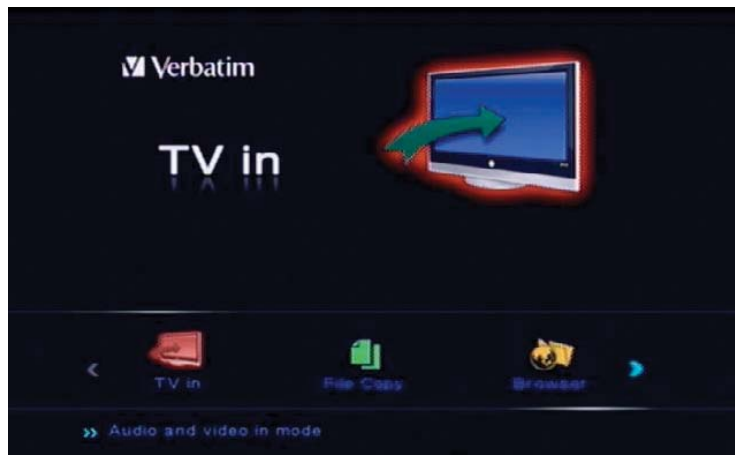 Verbatim
TV in
TV in
File Copy
Browser
Audio and video in mode